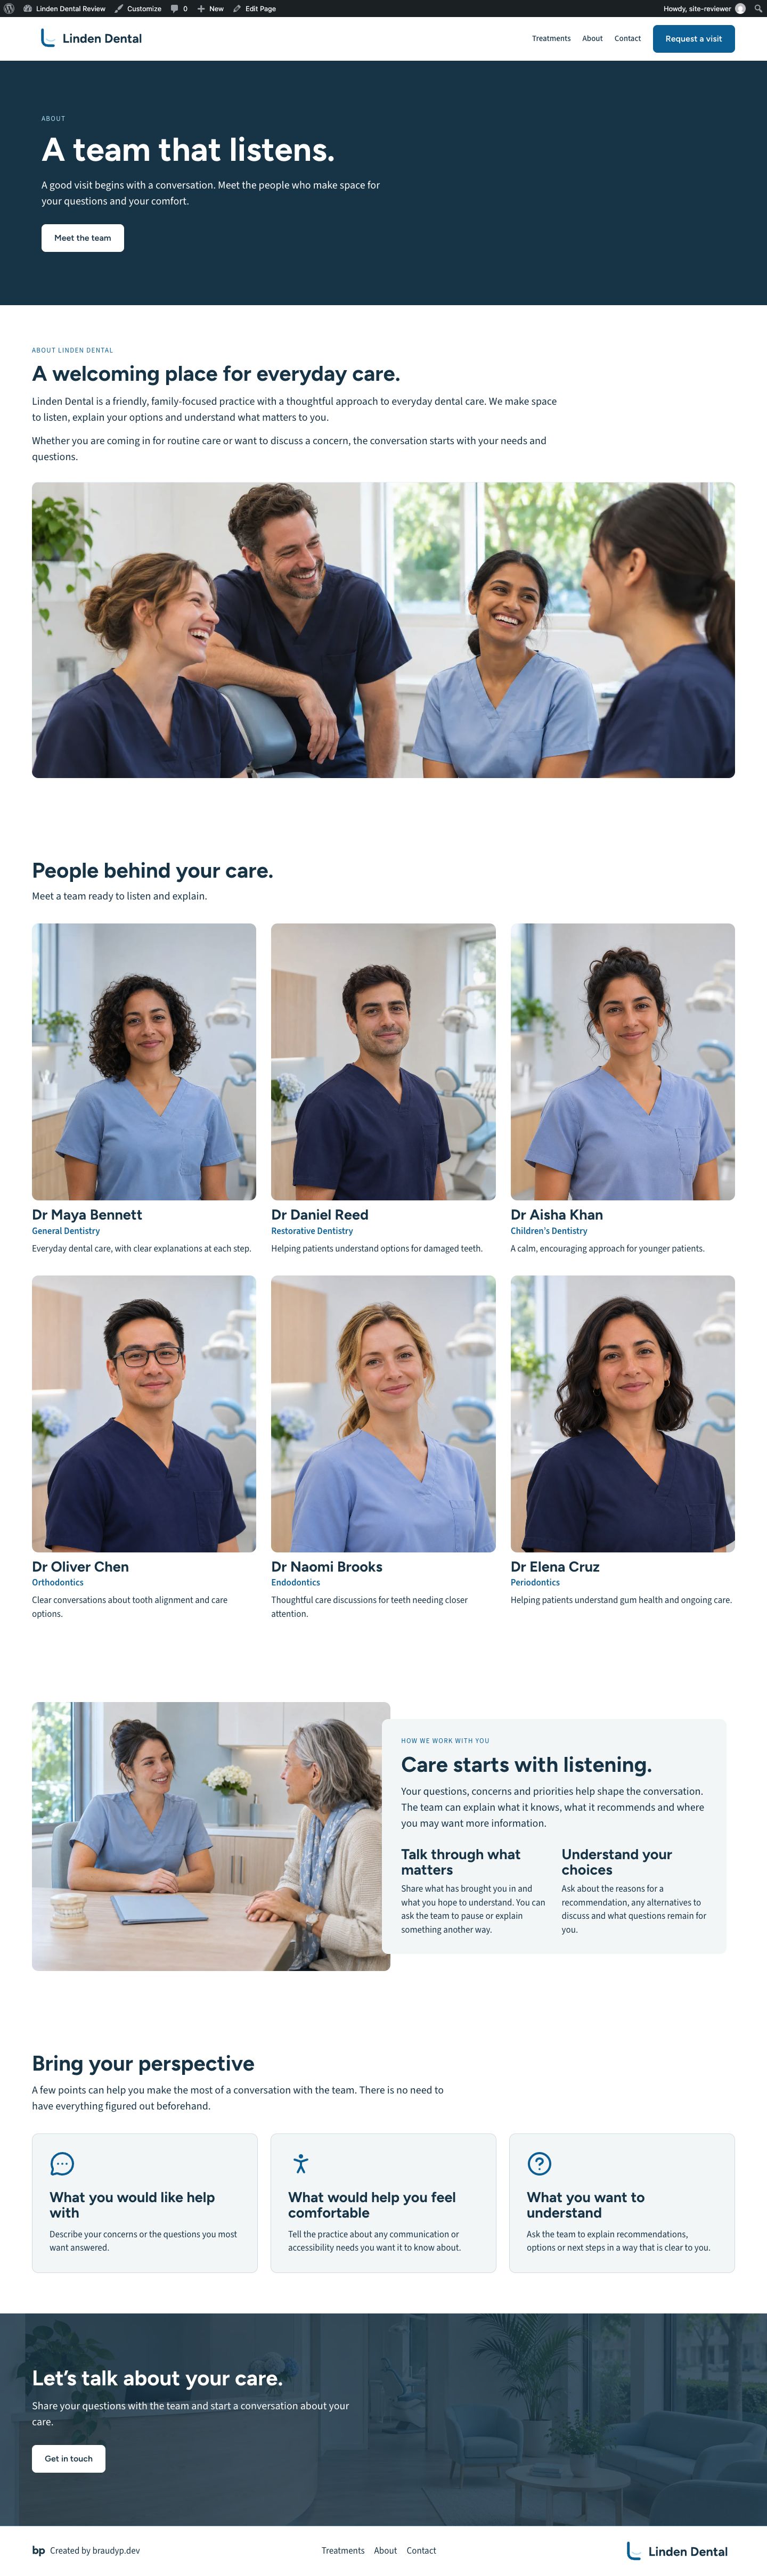 Linden Dental Review Customize 0 New Edit Page Howdy, site-reviewer
Linden Dental Treatments About Contact Request a visit
ABOUT
A team that listens.
A good visit begins with a conversation. Meet the people who make space for
your questions and your comfort.
Meet the team
ABOUT LINDEN DENTAL
A welcoming place for everyday care.
Linden Dental is a friendly, family-focused practice with a thoughtful approach to everyday dental care. We make space
to listen, explain your options and understand what matters to you.
Whether you are coming in for routine care or want to discuss a concern, the conversation starts with your needs and
questions.
People behind your care.
Meet a team ready to listen and explain.
Dr Maya Bennett
General Dentistry
Everyday dental care, with clear explanations at each step.
Dr Daniel Reed
Restorative Dentistry
Helping patients understand options for damaged teeth.
Dr Aisha Khan
Children’s Dentistry
A calm, encouraging approach for younger patients.
Dr Oliver Chen
Orthodontics
Clear conversations about tooth alignment and care
options.
Dr Naomi Brooks
Endodontics
Thoughtful care discussions for teeth needing closer
attention.
Dr Elena Cruz
Periodontics
Helping patients understand gum health and ongoing care.
HOW WE WORK WITH YOU
Care starts with listening.
Your questions, concerns and priorities help shape the conversation.
The team can explain what it knows, what it recommends and where
you may want more information.
Talk through what
matters
Share what has brought you in and
what you hope to understand. You can
ask the team to pause or explain
something another way.
Understand your
choices
Ask about the reasons for a
recommendation, any alternatives to
discuss and what questions remain for
you.
Bring your perspective
A few points can help you make the most of a conversation with the team. There is no need to
have everything figured out beforehand.
What you would like help
with
Describe your concerns or the questions you most
want answered.
What would help you feel
comfortable
Tell the practice about any communication or
accessibility needs you want it to know about.
What you want to
understand
Ask the team to explain recommendations,
options or next steps in a way that is clear to you.
Let’s talk about your care.
Share your questions with the team and start a conversation about your
care.
Get in touch
bp Created by braudyp.dev Treatments About Contact Linden Dental